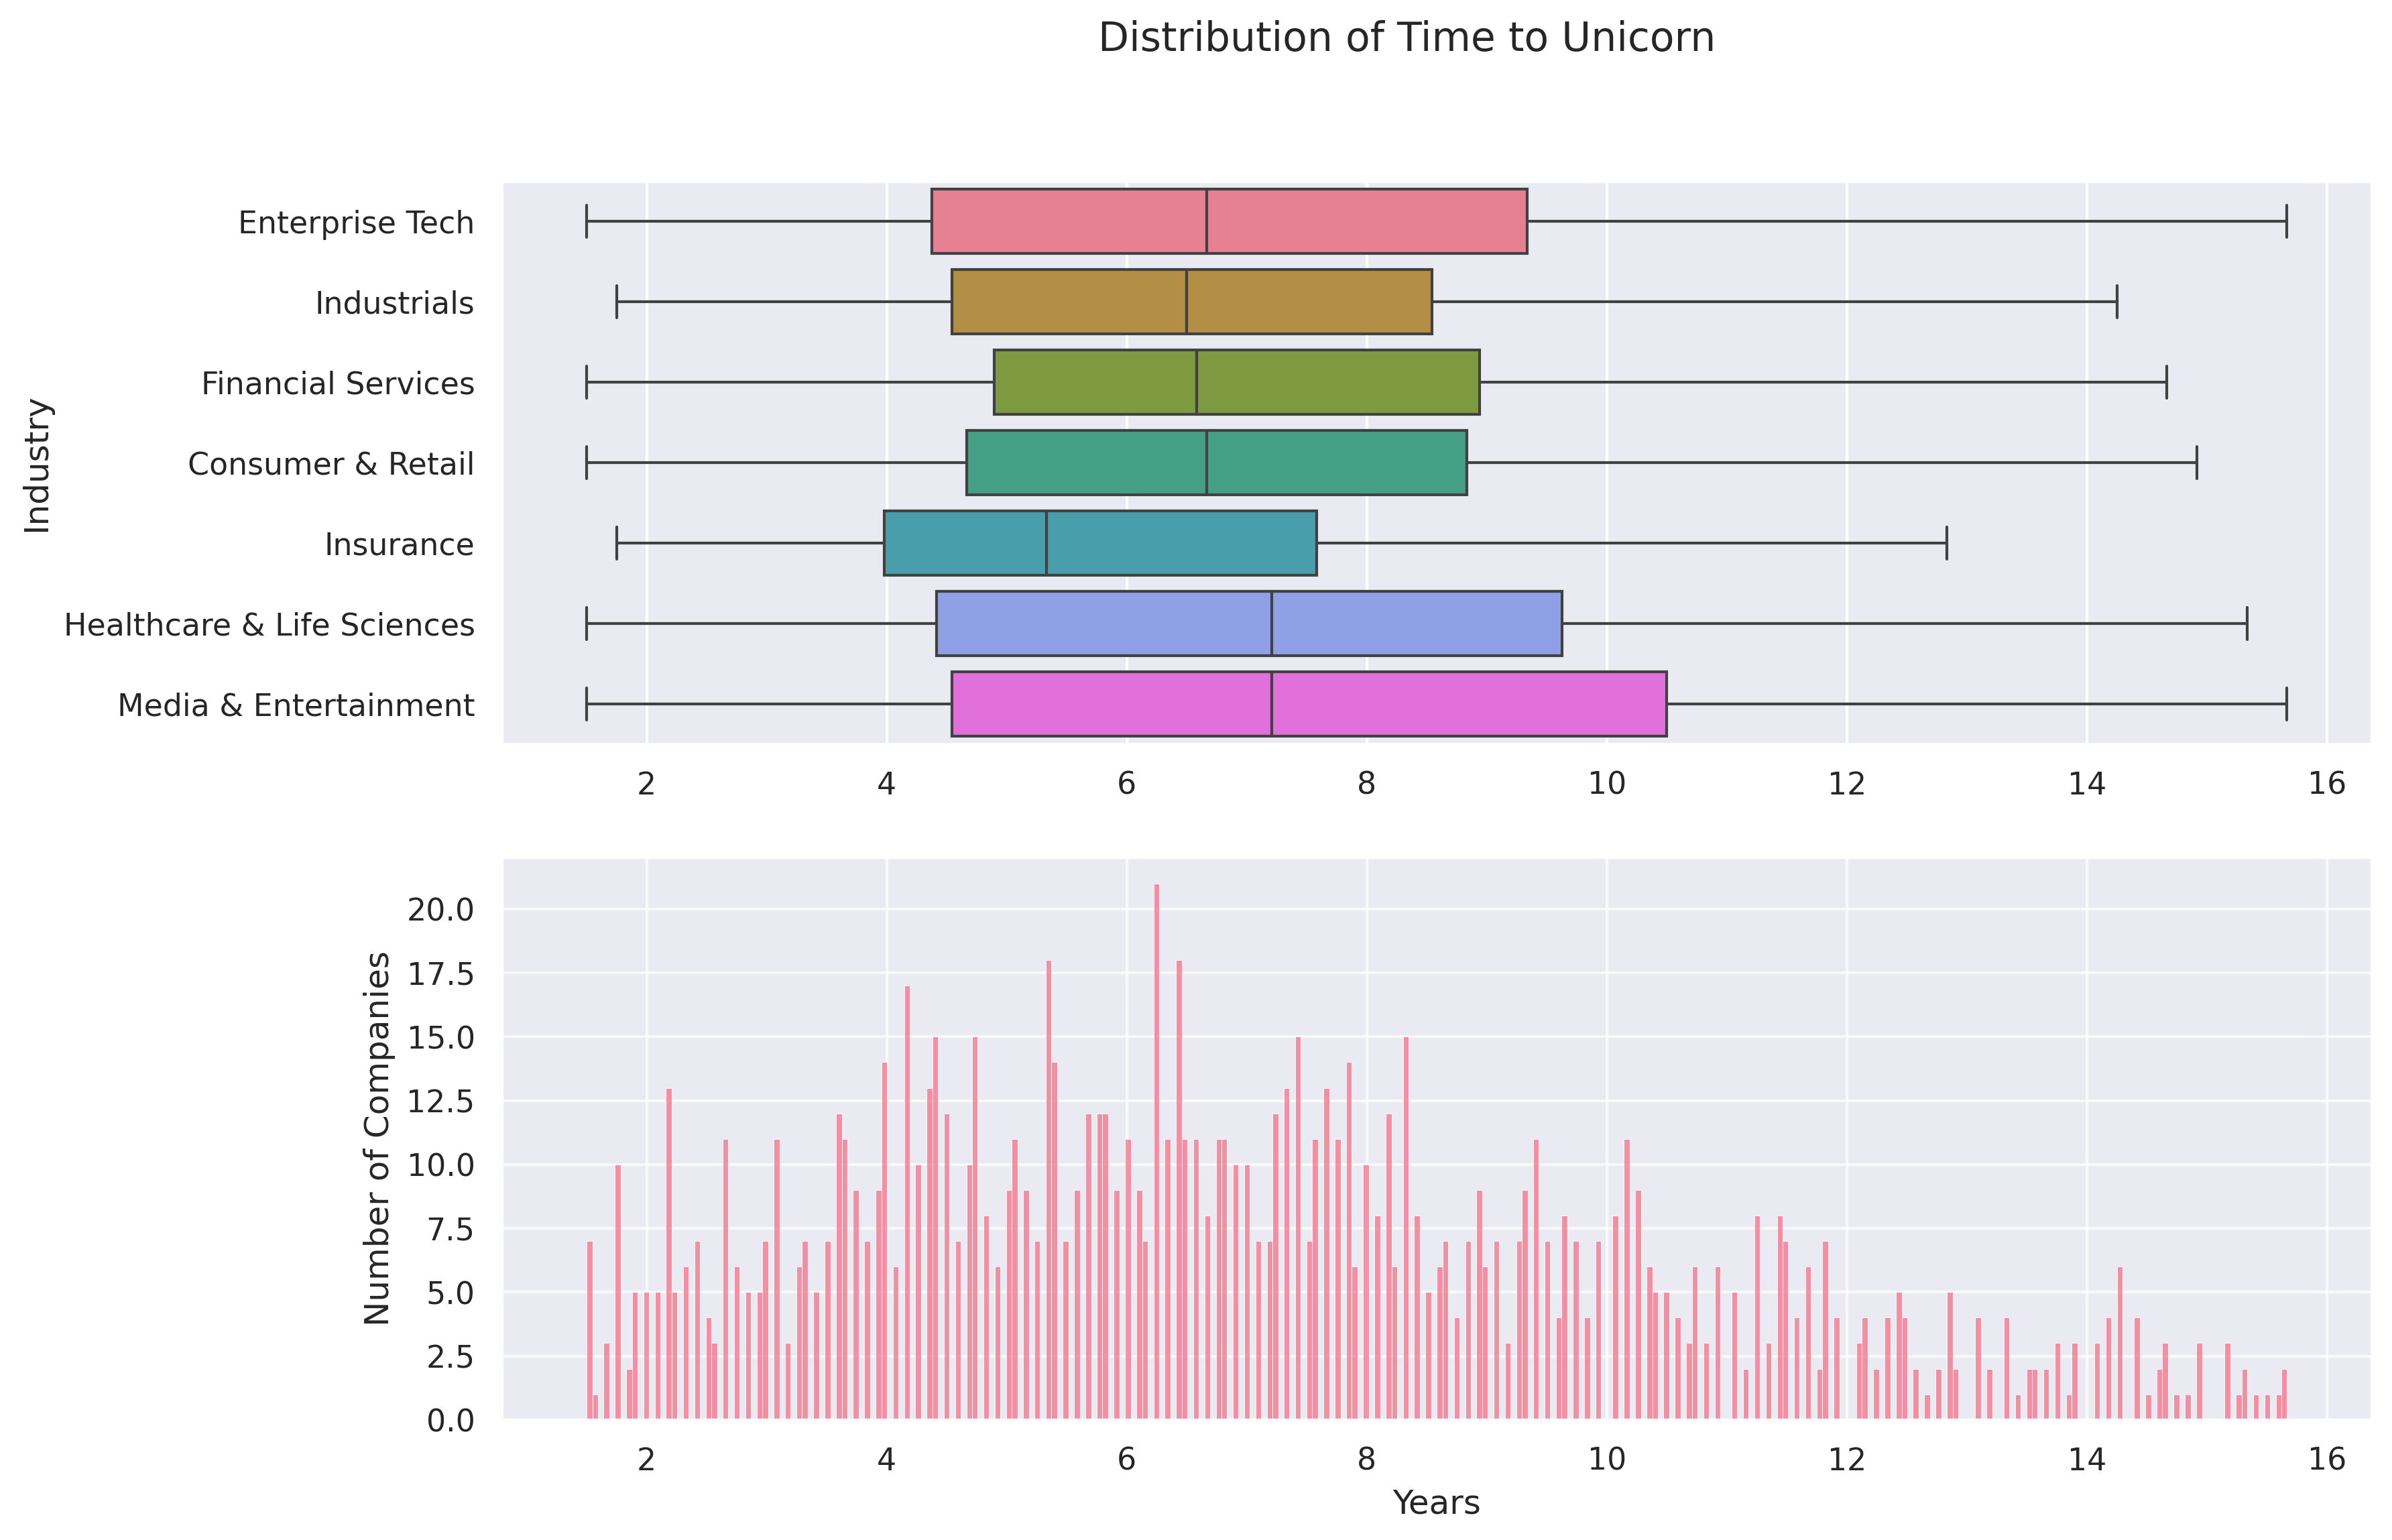 Distribution of Time to Unicorn
Industry
Enterprise Tech
Industrials
Financial Services
Consumer & Retail
Insurance
Healthcare & Life Sciences
Media & Entertainment
2 4 6 8 10 12 14 16
Number of Companies
20.0
17.5
15.0
12.5
10.0
7.5
5.0
2.5
0.0
2 4 6 8 10 12 14 16
Years